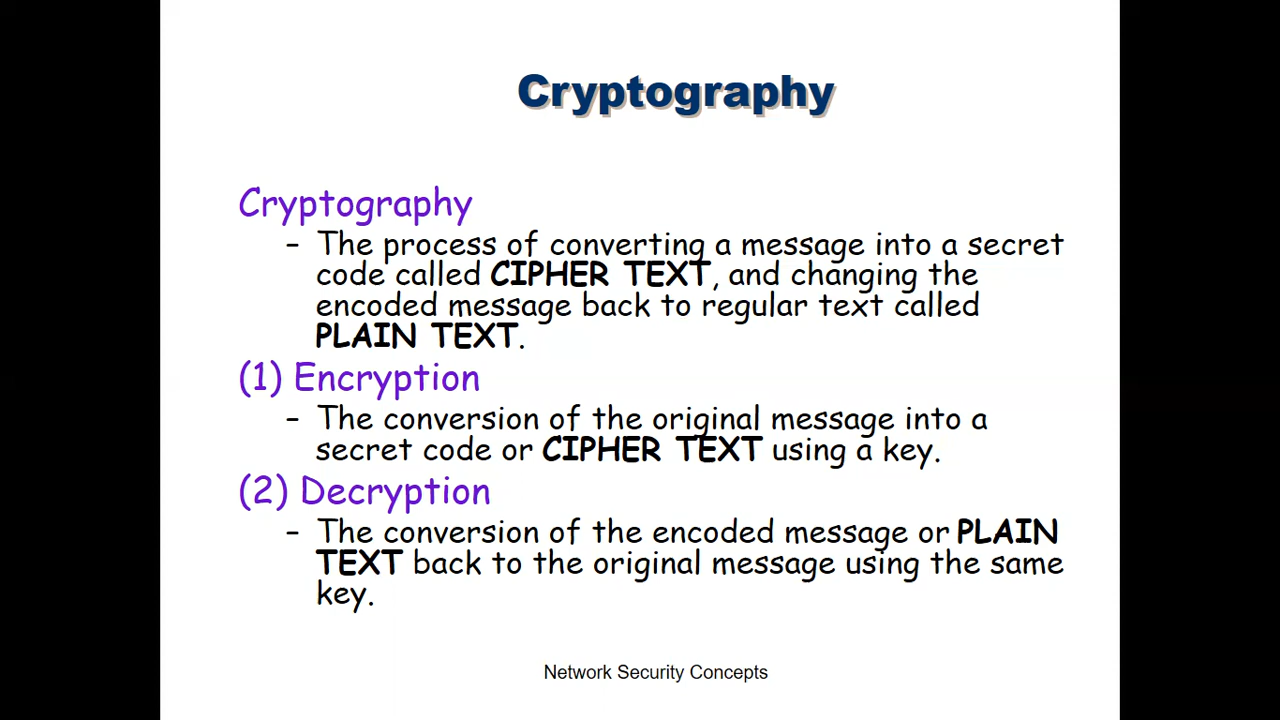 Cryptography
Cryptography
– The process of converting a message into a secret
code called CIPHER TEXT, and changing the
encoded message back to regular text called
PLAIN TEXT.
(1) Encryption
– The conversion of the original message into a
secret code or CIPHER TEXT using a key.
(2) Decryption
– The conversion of the encoded message or PLAIN
TEXT back to the original message using the same
key.
Network Security Concepts